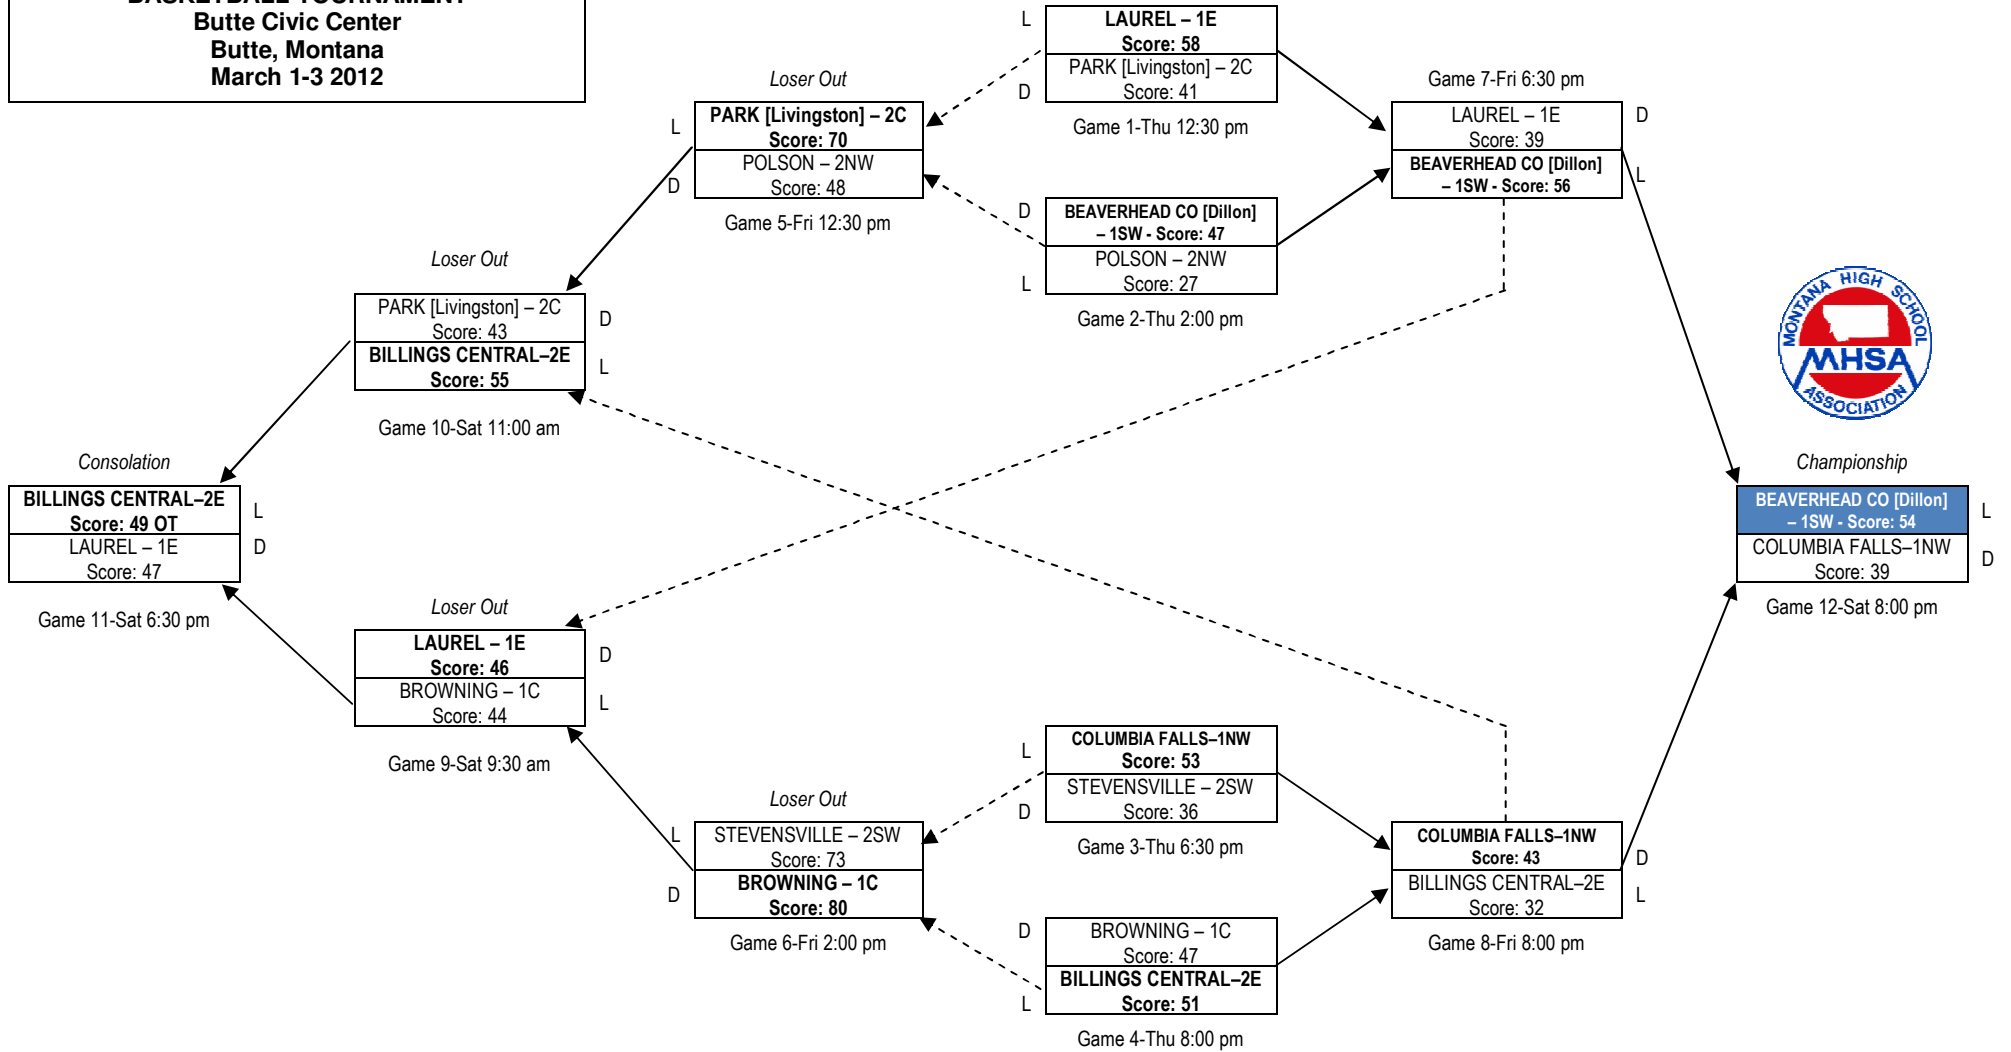 BASKETBALL TOURNAMENT
Butte Civic Center
Butte, Montana
March 1-3 2012
L
LAUREL – 1E
Score: 58
PARK [Livingston] – 2C
D
Score: 41
Game 1-Thu 12:30 pm
Loser Out
L
PARK [Livingston] – 2C
Score: 70
POLSON – 2NW
D
Score: 48
Game 5-Fri 12:30 pm
Game 7-Fri 6:30 pm
LAUREL – 1E
D
Score: 39
BEAVERHEAD CO [Dillon]
L
– 1SW - Score: 56
D
BEAVERHEAD CO [Dillon]
– 1SW - Score: 47
POLSON – 2NW
L
Score: 27
Game 2-Thu 2:00 pm
Loser Out
PARK [Livingston] – 2C
D
Score: 43
BILLINGS CENTRAL–2E
L
Score: 55
Game 10-Sat 11:00 am
MONTANA HIGH SCHOOL
MHSA
ASSOCIATION
Consolation
BILLINGS CENTRAL–2E
L
Score: 49 OT
LAUREL – 1E
D
Score: 47
Game 11-Sat 6:30 pm
Championship
BEAVERHEAD CO [Dillon]
L
– 1SW - Score: 54
COLUMBIA FALLS–1NW
D
Score: 39
Game 12-Sat 8:00 pm
Loser Out
LAUREL – 1E
D
Score: 46
BROWNING – 1C
L
Score: 44
Game 9-Sat 9:30 am
COLUMBIA FALLS–1NW
L
Score: 53
STEVENSVILLE – 2SW
D
Score: 36
Game 3-Thu 6:30 pm
Loser Out
L
STEVENSVILLE – 2SW
Score: 73
BROWNING – 1C
D
Score: 80
Game 6-Fri 2:00 pm
COLUMBIA FALLS–1NW
D
Score: 43
BILLINGS CENTRAL–2E
L
Score: 32
Game 8-Fri 8:00 pm
D
BROWNING – 1C
Score: 47
BILLINGS CENTRAL–2E
L
Score: 51
Game 4-Thu 8:00 pm